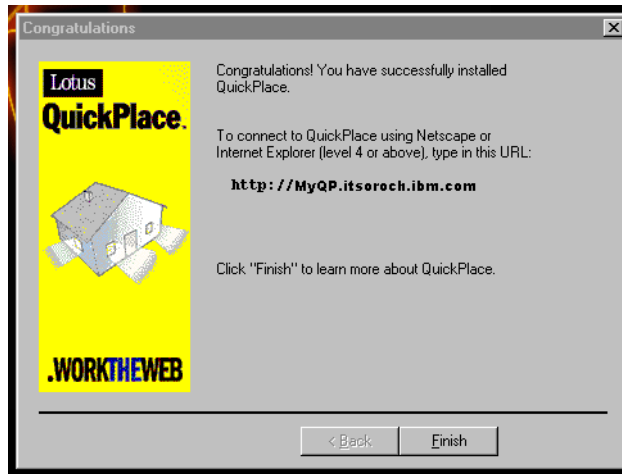 Congratulations
Lotus
QuickPlace.
Congratulations! You have successfully installed
QuickPlace.
To connect to QuickPlace using Netscape or
Internet Explorer (level 4 or above), type in this URL:
http://MyQP.itsoroch.ibm.com
Click "Finish" to learn more about QuickPlace.
.WORKTHEWEB
< Back
Finish